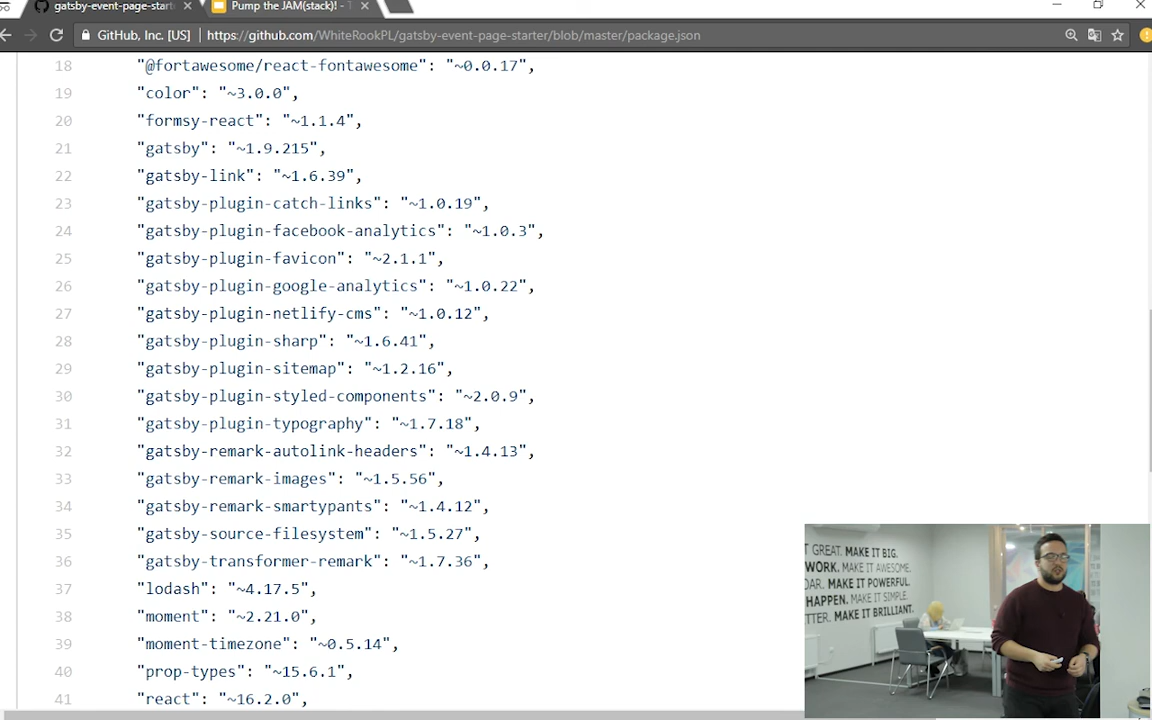 gatsby-event-page-start
Pump the JAM(stack)! - T
GitHub, Inc. [US] https://github.com/WhiteRookPL/gatsby-event-page-starter/blob/master/package.json
18 "@fortawesome/react-fontawesome": "~0.0.17",
19 "color": "~3.0.0",
20 "formsy-react": "~1.1.4",
21 "gatsby": "~1.9.215",
22 "gatsby-link": "~1.6.39",
23 "gatsby-plugin-catch-links": "~1.0.19",
24 "gatsby-plugin-facebook-analytics": "~1.0.3",
25 "gatsby-plugin-favicon": "~2.1.1",
26 "gatsby-plugin-google-analytics": "~1.0.22",
27 "gatsby-plugin-netlify-cms": "~1.0.12",
28 "gatsby-plugin-sharp": "~1.6.41",
29 "gatsby-plugin-sitemap": "~1.2.16",
30 "gatsby-plugin-styled-components": "~2.0.9",
31 "gatsby-plugin-typography": "~1.7.18",
32 "gatsby-remark-autolink-headers": "~1.4.13",
33 "gatsby-remark-images": "~1.5.56",
34 "gatsby-remark-smartypants": "~1.4.12",
35 "gatsby-source-filesystem": "~1.5.27",
36 "gatsby-transformer-remark": "~1.7.36",
37 "lodash": "~4.17.5",
38 "moment": "~2.21.0",
39 "moment-timezone": "~0.5.14",
40 "prop-types": "~15.6.1",
41 "react": "~16.2.0",
T GREAT. MAKE IT BIG.
WORK. MAKE IT AWESOME.
OAR. MAKE IT POWERFUL.
HAPPEN. MAKE IT SIMPLE.
TTER. MAKE IT BRILLIANT.